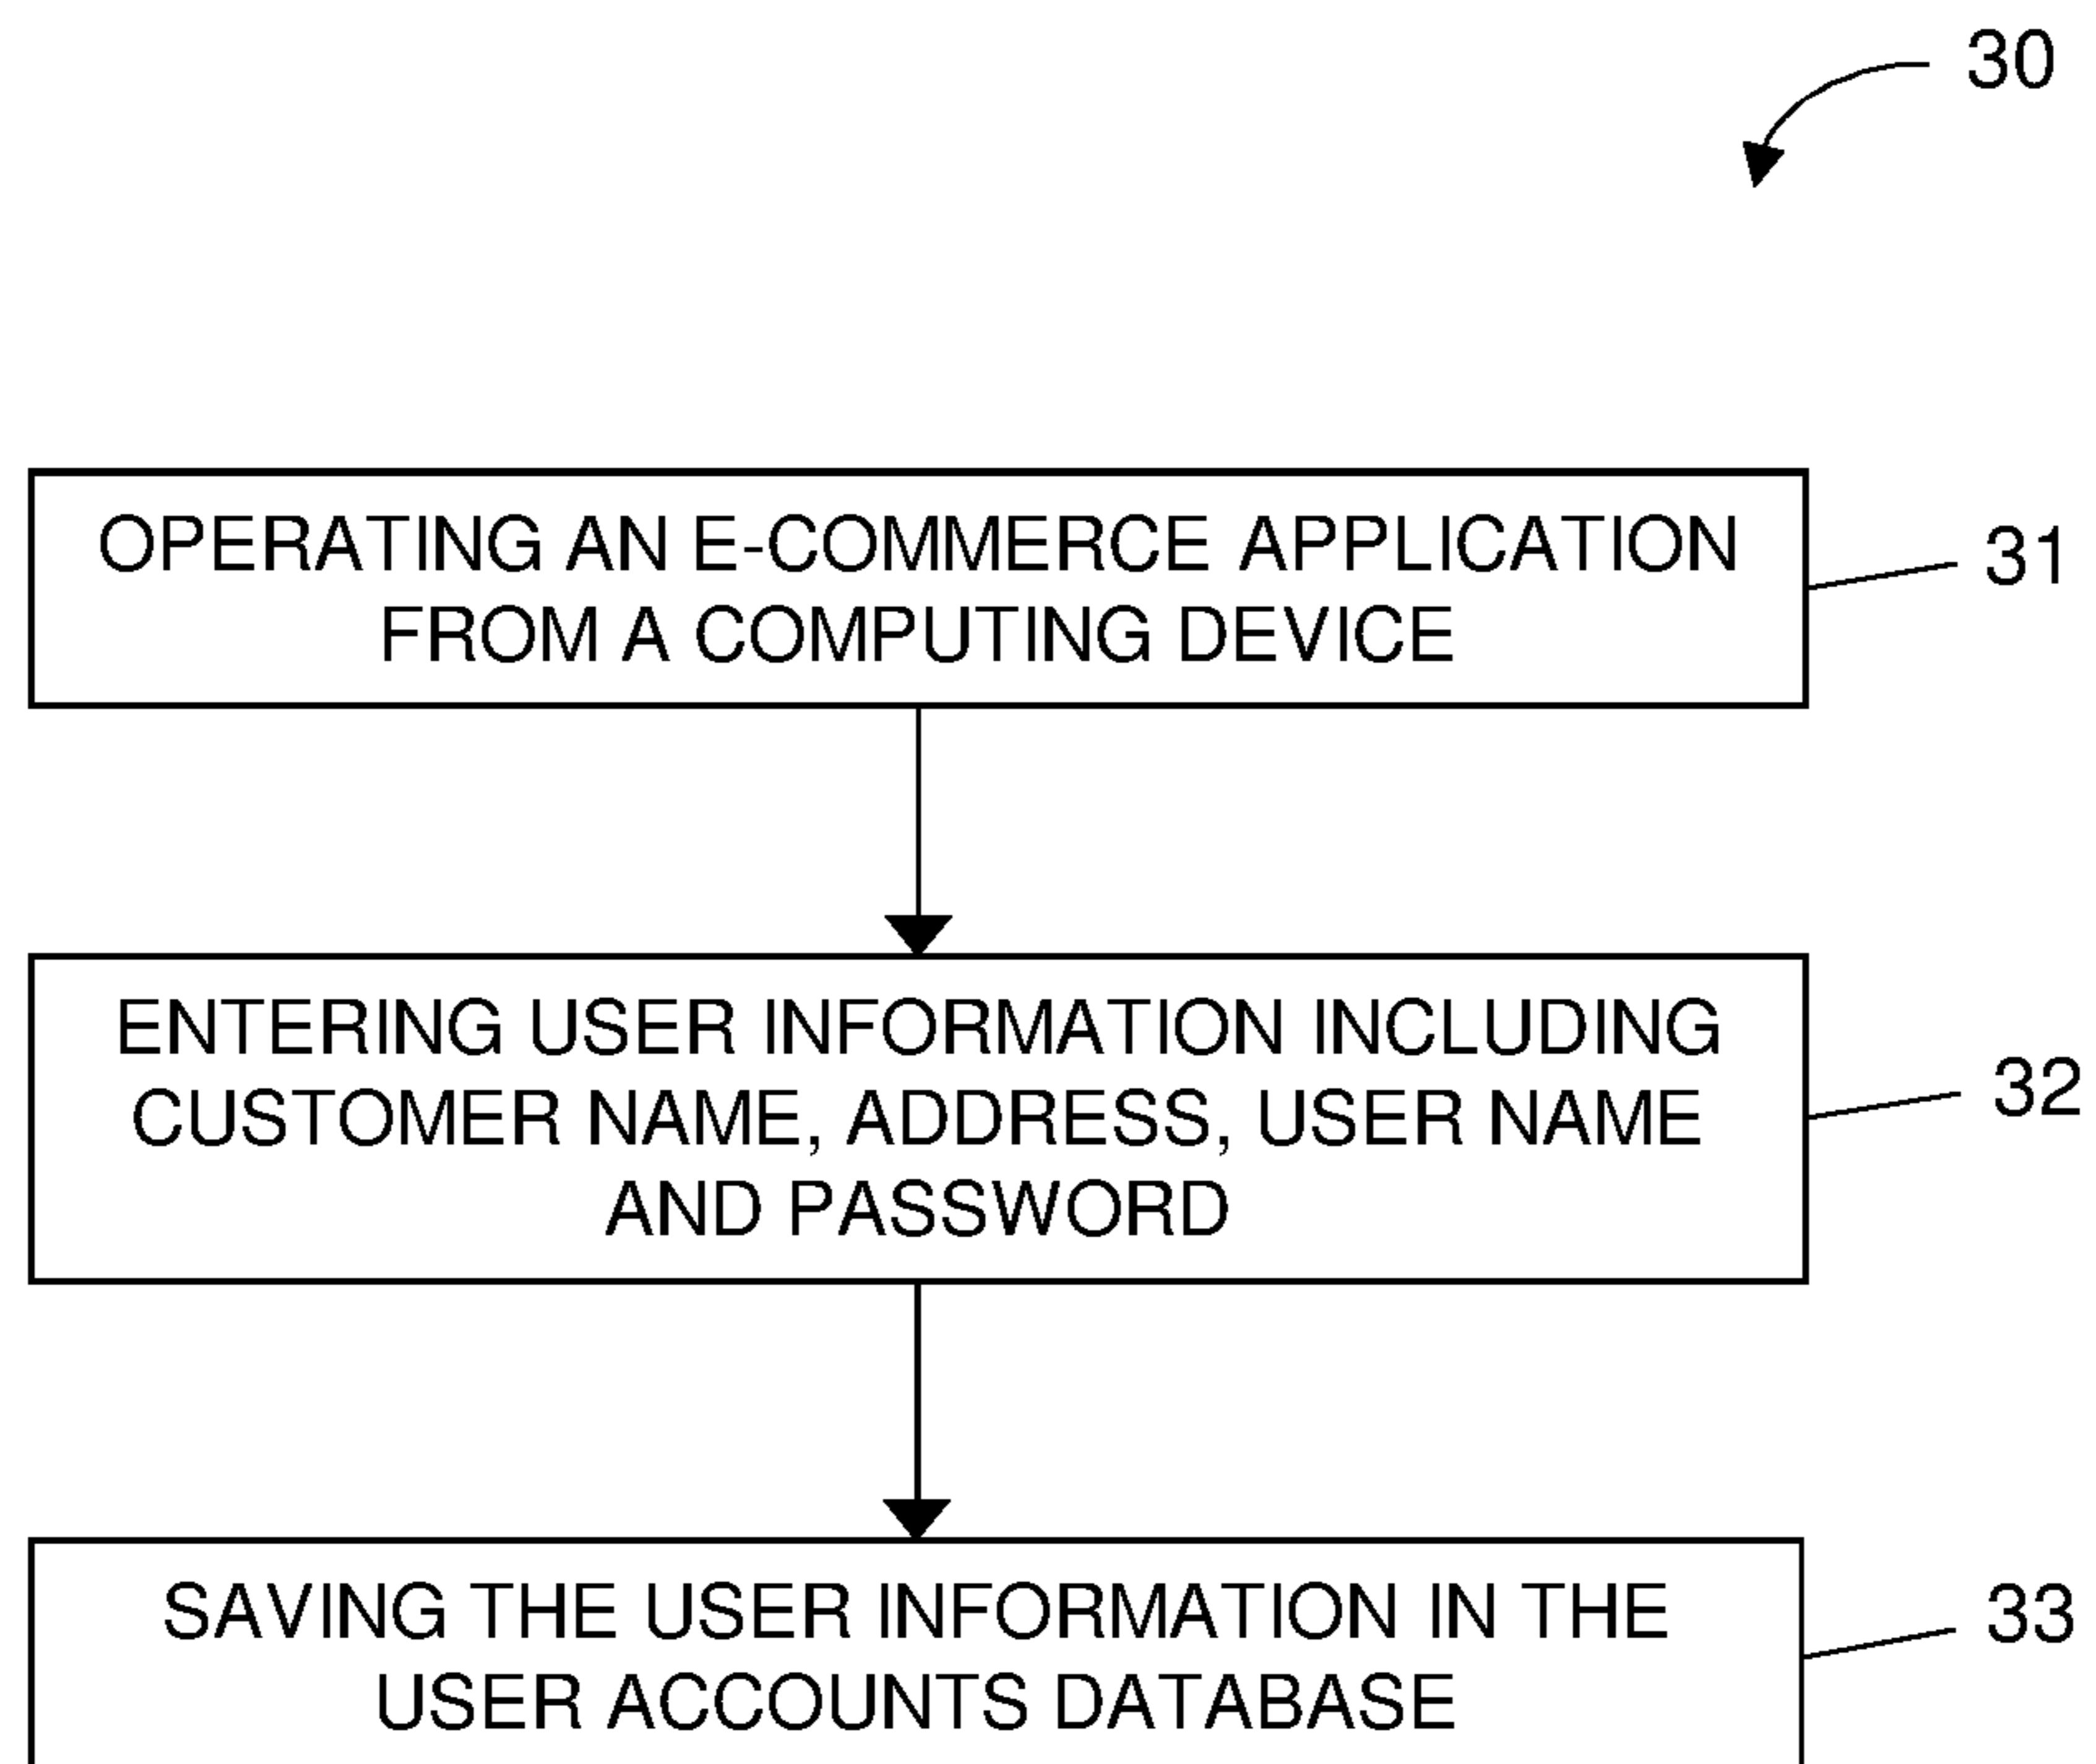 30
OPERATING AN E-COMMERCE APPLICATION
FROM A COMPUTING DEVICE
31
ENTERING USER INFORMATION INCLUDING
CUSTOMER NAME, ADDRESS, USER NAME
AND PASSWORD
32
SAVING THE USER INFORMATION IN THE
USER ACCOUNTS DATABASE
33